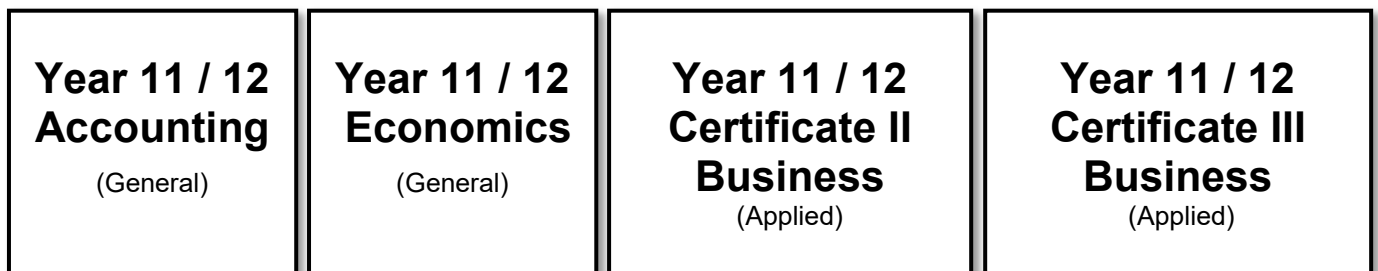 Year 11 / 12
Accounting
(General)
Year 11 / 12
Economics
(General)
Year 11 / 12
Certificate II
Business
(Applied)
Year 11 / 12
Certificate III
Business
(Applied)